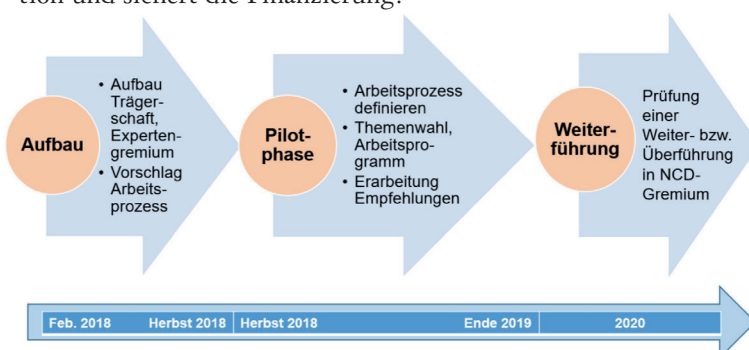 tion und sichert die Finanzierung.
Aufbau
• Aufbau
Träger-
schaft,
Experten-
gremium
• Vorschlag
Arbeits-
prozess
Pilot-
phase
• Arbeitsprozess
definieren
• Themenwahl,
Arbeitspro-
gramm
• Erarbeitung
Empfehlungen
Weiter-
führung
Prüfung
einer
Weiter- bzw.
Überführung
in NCD-
Gremium
Feb. 2018 Herbst 2018 Herbst 2018 Ende 2019 2020